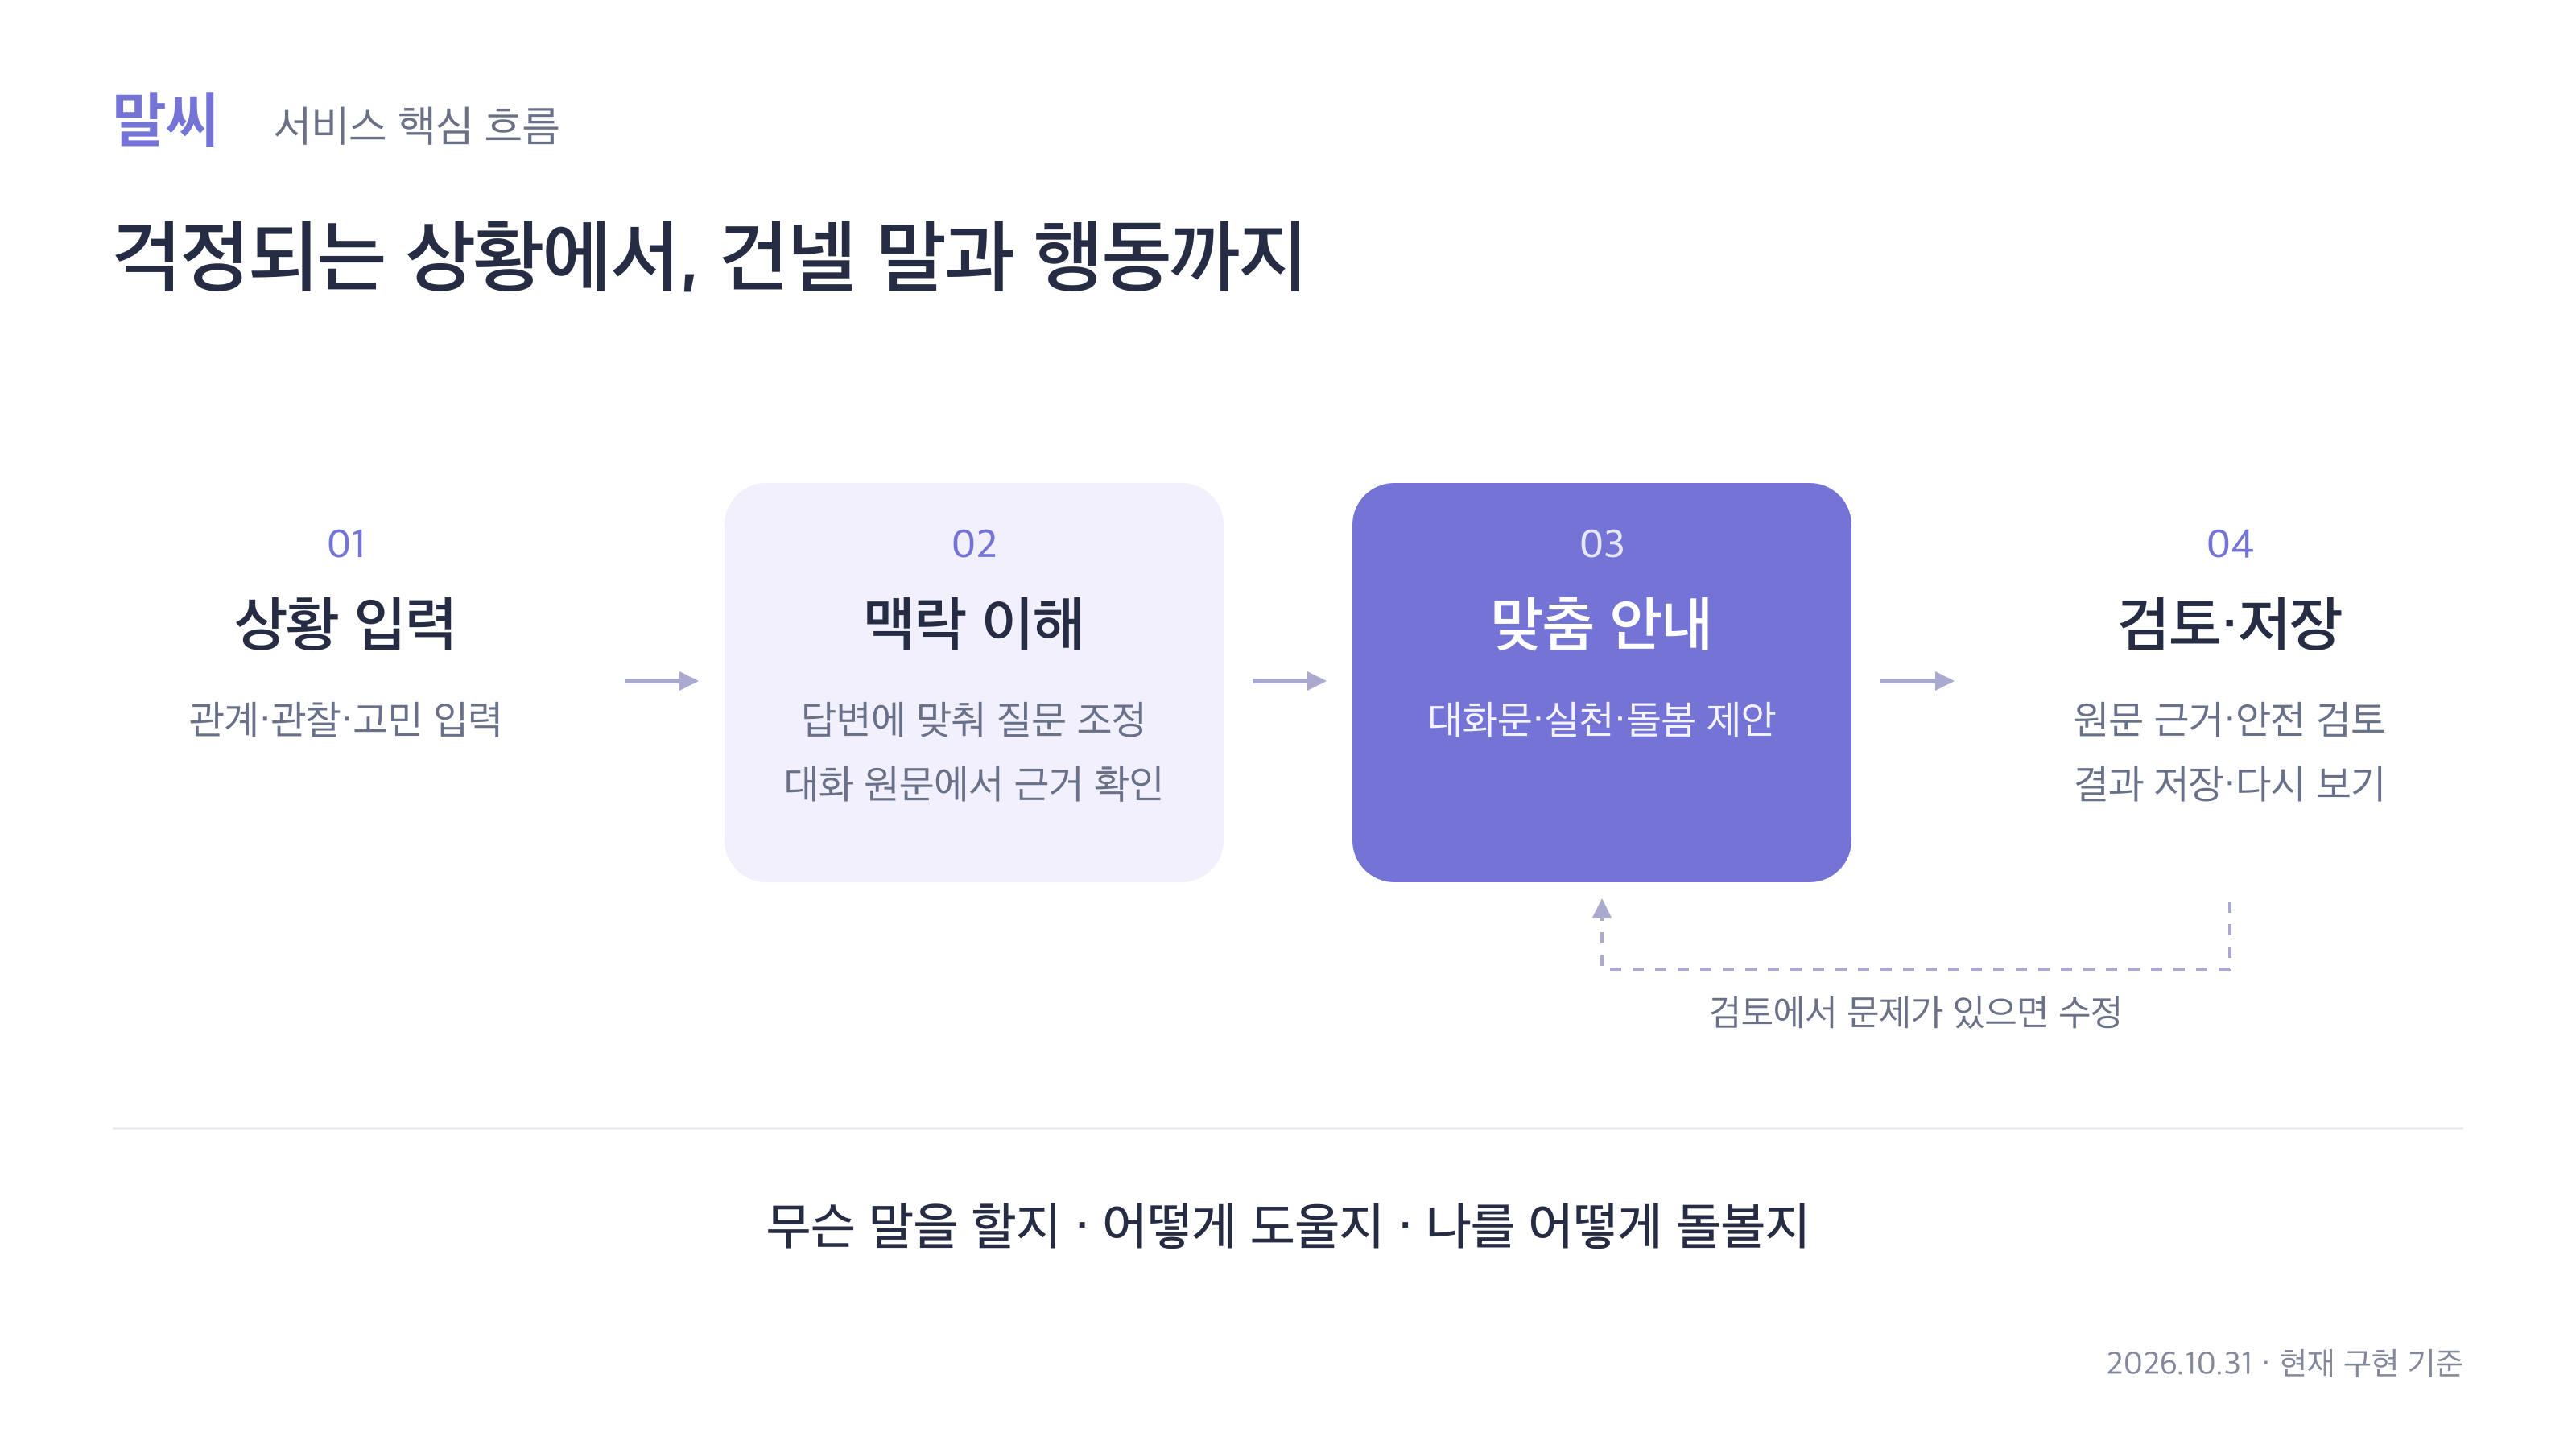 말씨 서비스 핵심 흐름
걱정되는 상황에서, 건넬 말과 행동까지
01
상황 입력
관계·관찰·고민 입력
02
맥락 이해
답변에 맞춰 질문 조정
대화 원문에서 근거 확인
03
맞춤 안내
대화문·실천·돌봄 제안
04
검토·저장
원문 근거·안전 검토
결과 저장·다시 보기
검토에서 문제가 있으면 수정
무슨 말을 할지 · 어떻게 도울지 · 나를 어떻게 돌볼지
2026.10.31 · 현재 구현 기준